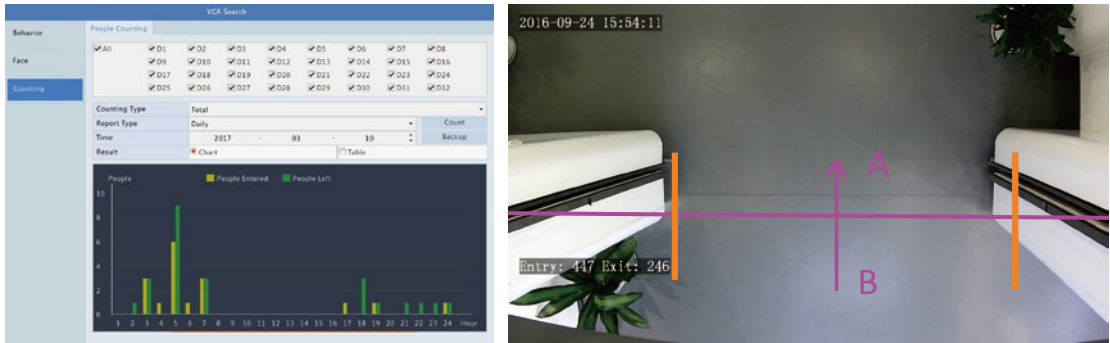 VCA Search
Behavior
Face
Counting
People Counting
All D1 D2 D3 D4 D5 D6 D7 D8
D9 D10 D11 D12 D13 D14 D15 D16
D17 D18 D19 D20 D21 D22 D23 D24
D25 D26 D27 D28 D29 D30 D31 D32
Counting Type Total
Report Type Daily Count
Time 2017 - 03 - 10 Backup
Result Chart Table
People People Entered People Left
10
8
6
4
2
1 2 3 4 5 6 7 8 9 10 11 12 13 14 15 16 17 18 19 20 21 22 23 24 Hour
2016-09-24 15:54:11
A
Entry: 447 Exit: 246
B